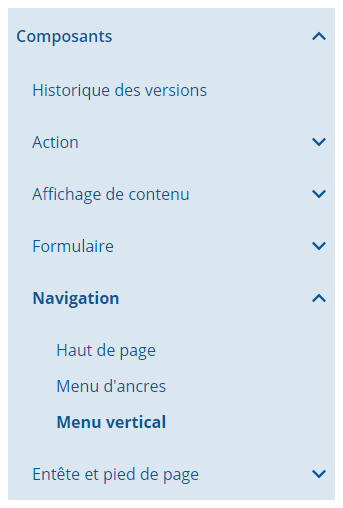 Composants
Historique des versions
Action
Affichage de contenu
Formulaire
Navigation
Haut de page
Menu d'ancres
Menu vertical
Entête et pied de page